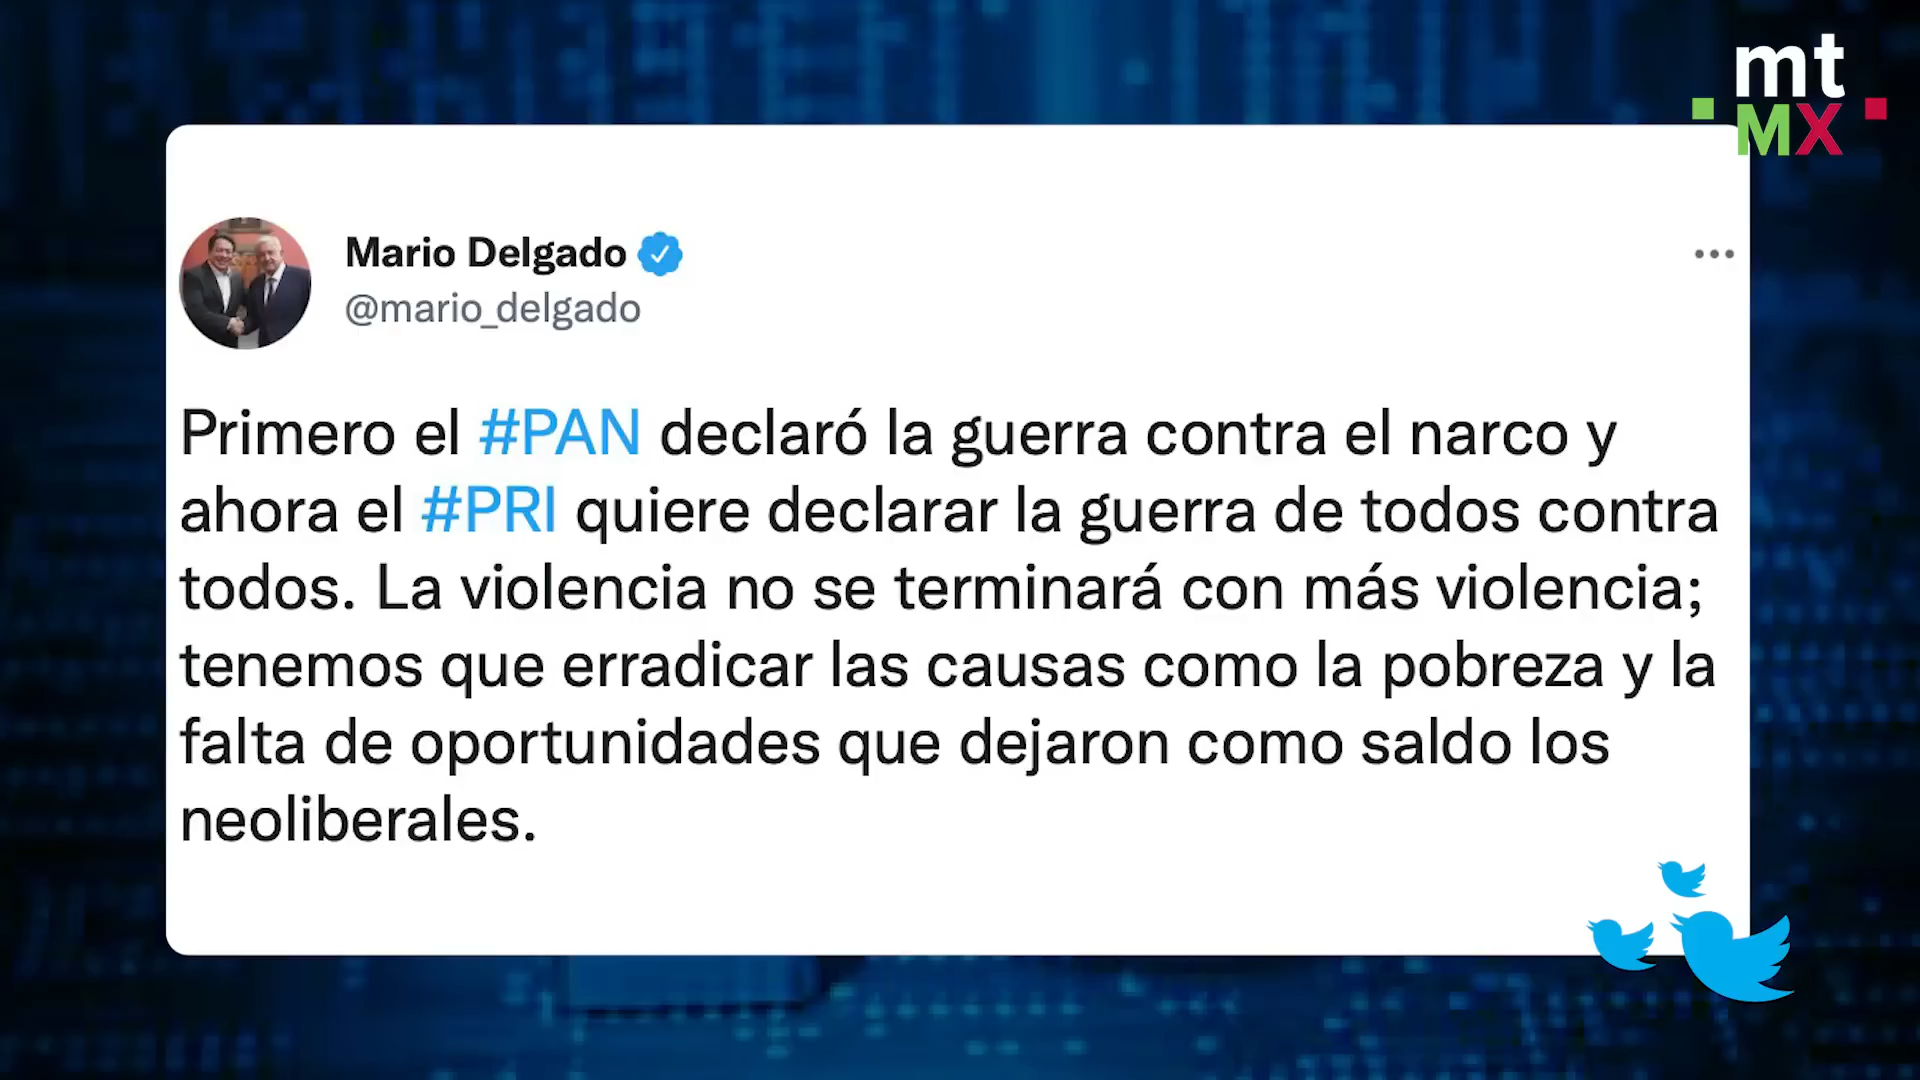 mt
MX
Mario Delgado
@mario_delgado
Primero el #PAN declaró la guerra contra el narco y
ahora el #PRI quiere declarar la guerra de todos contra
todos. La violencia no se terminará con más violencia;
tenemos que erradicar las causas como la pobreza y la
falta de oportunidades que dejaron como saldo los
neoliberales.